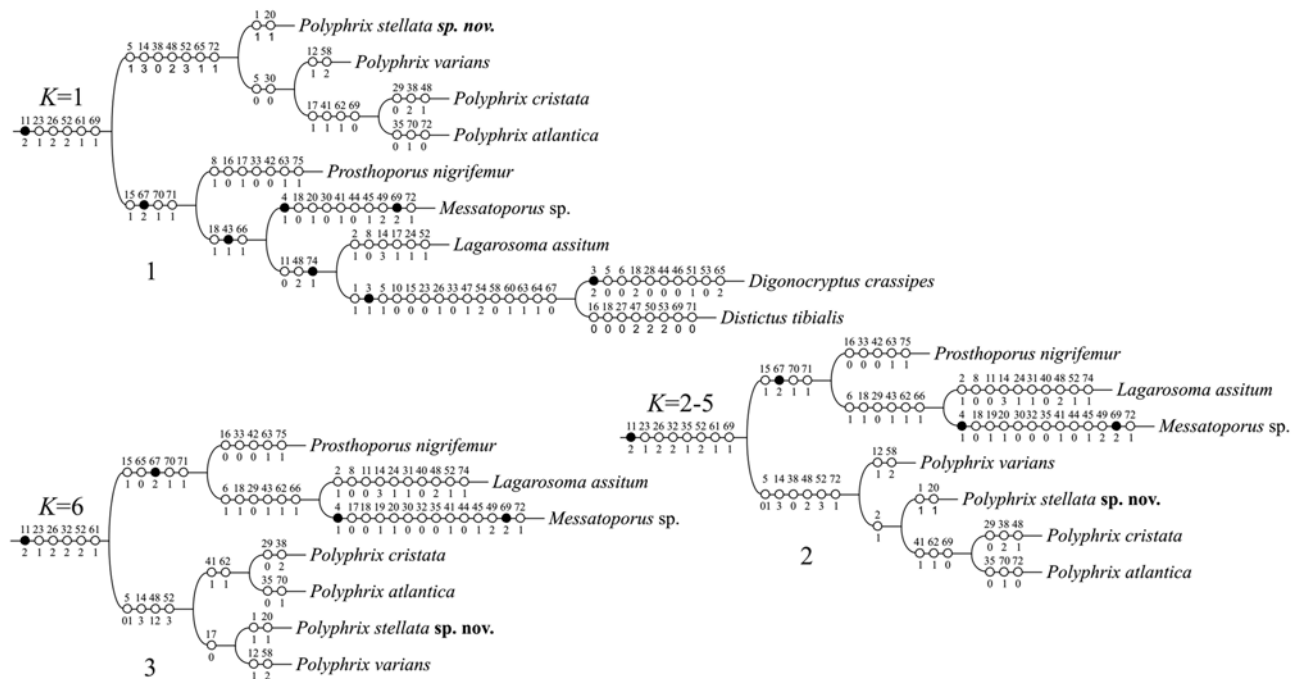 1 20
1 1
Polyphrix stellata sp. nov.
5 14 38 48 52 65 72
1 3 0 2 3 1 1
12 58
1 2
Polyphrix varians
5 30
0 0
K=1
29 38 48
0 2 1
Polyphrix cristata
17 41 62 69
1 1 1 0
11 23 26 52 61 69
2 1 2 2 1 1
35 70 72
0 1 0
Polyphrix atlantica
8 16 17 33 42 63 75
1 0 1 0 0 1 1
Prosthoporus nigrifemur
15 67 70 71
1 2 1 1
4 18 20 30 41 44 45 49 69 72
1 0 1 0 1 0 1 2 2 1
Messatoporus sp.
18 43 66
1 1 1
2 8 14 17 24 52
1 0 3 1 1 1
Lagarosoma assitum
11 48 74
0 2 1
1
3 5 6 18 28 44 46 51 53 65
2 0 0 2 0 0 0 1 0 2
Digonocryptus crassipes
1 3 5 10 15 23 26 33 47 54 58 60 63 64 67
1 1 0 0 0 1 0 1 0 1 2 0 1 1 1 0
16 18 27 47 50 53 69 71
0 0 0 2 2 2 0 0
Distictus tibialis
16 33 42 63 75
0 0 0 1 1
Prosthoporus nigrifemur
15 67 70 71
1 2 1 1
2 8 11 14 24 31 40 48 52 74
1 0 0 3 1 1 0 2 1 1
Lagarosoma assitum
6 18 29 43 62 66
1 1 0 1 1 1
K=2-5
4 18 19 20 30 32 35 41 44 45 49 69 72
1 0 1 1 0 0 0 1 0 1 2 2 1
Messatoporus sp.
11 23 26 32 35 52 61 69
2 1 2 2 1 2 1 1
12 58
1 2
Polyphrix varians
5 14 38 48 52 72
01 3 0 2 3 1
1 20
1 1
Polyphrix stellata sp. nov.
2
1
29 38 48
0 2 1
Polyphrix cristata
41 62 69
1 1 0
35 70 72
0 1 0
Polyphrix atlantica
2
16 33 42 63 75
0 0 0 1 1
Prosthoporus nigrifemur
15 65 67 70 71
1 0 2 1 1
2 8 11 14 24 31 40 48 52 74
1 0 0 3 1 1 0 2 1 1
Lagarosoma assitum
6 18 29 43 62 66
1 1 0 1 1 1
K=6
4 17 18 19 20 30 32 35 41 44 45 49 69 72
1 0 0 1 1 0 0 0 1 0 1 2 2 1
Messatoporus sp.
11 23 26 32 52 61
2 1 2 2 2 1
29 38
0 2
Polyphrix cristata
41 62
1 1
35 70
0 1
Polyphrix atlantica
5 14 48 52
01 3 12 3
1 20
1 1
Polyphrix stellata sp. nov.
17
0
12 58
1 2
Polyphrix varians
3